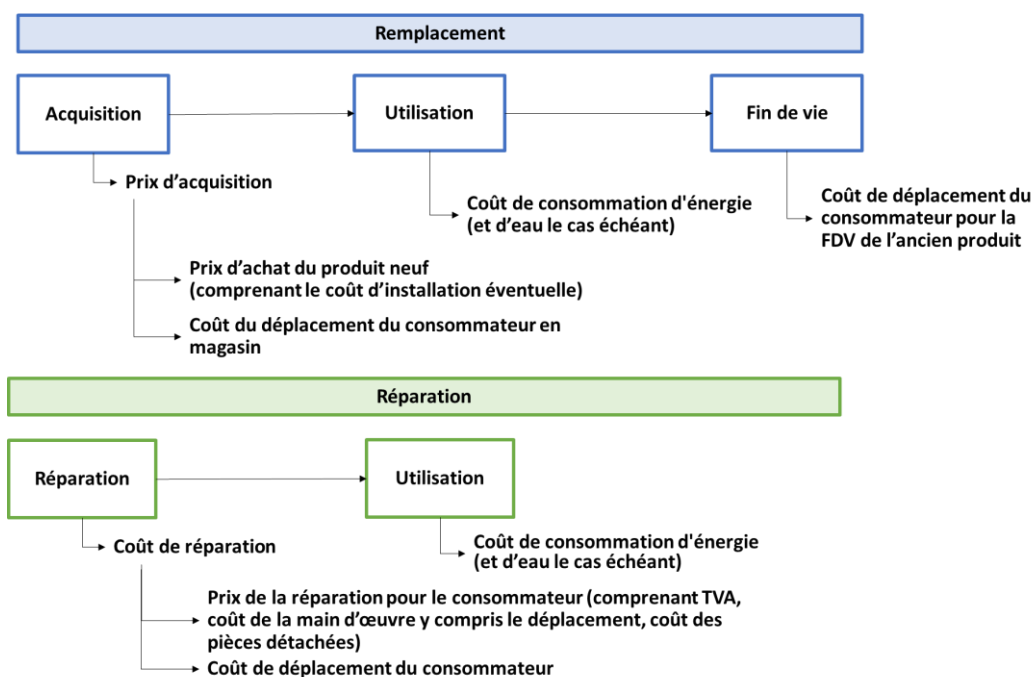 Remplacement
Acquisition
Utilisation
Fin de vie
Prix d’acquisition
Coût de consommation d'énergie
(et d’eau le cas échéant)
Coût de déplacement du
consommateur pour la
FDV de l’ancien produit
Prix d’achat du produit neuf
(comprenant le coût d’installation éventuelle)
Coût du déplacement du consommateur en
magasin
Réparation
Réparation
Utilisation
Coût de réparation
Coût de consommation d'énergie
(et d’eau le cas échéant)
Prix de la réparation pour le consommateur (comprenant TVA,
coût de la main d’œuvre y compris le déplacement, coût des
pièces détachées)
Coût de déplacement du consommateur